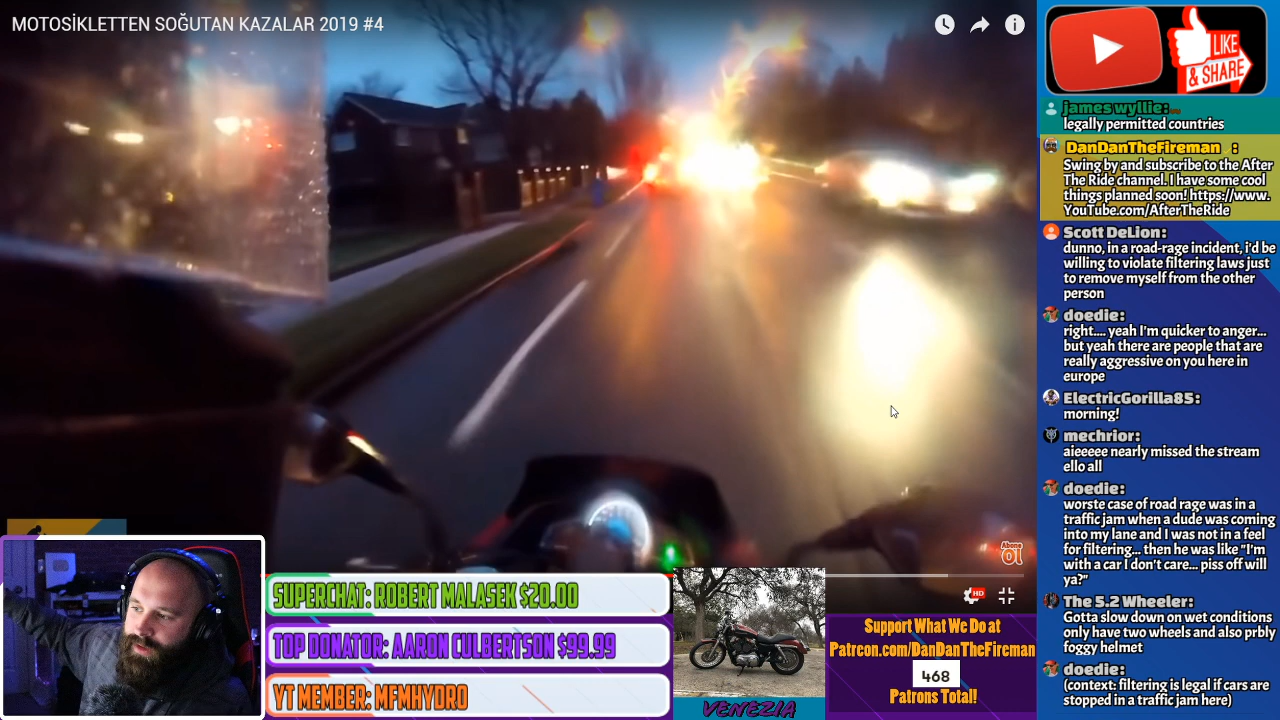 MOTOSİKLETTEN SOĞUTAN KAZALAR 2019 #4
LIKE
& SHARE
james wyllie:
legally permitted countries
DanDanTheFireman :
Swing by and subscribe to the After
The Ride channel. I have some cool
things planned soon! https://www.
YouTube.com/AfterTheRide
Scott DeLion:
dunno, in a road-rage incident, i'd be
willing to violate filtering laws just
to remove myself from the other
person
doedie:
right.... yeah I'm quicker to anger...
but yeah there are people that are
really aggressive on you here in
europe
ElectricGorilla85:
morning!
mechrior:
aieeeee nearly missed the stream
ello all
doedie:
worste case of road rage was in a
traffic jam when a dude was coming
into my lane and I was not in a feel
for filtering... then he was like "I'm
with a car I don't care... piss off will
ya?"
The 5.2 Wheeler:
Gotta slow down on wet conditions
only have two wheels and also prbly
foggy helmet
doedie:
(context: filtering is legal if cars are
stopped in a traffic jam here)
Abone
Ol
HD
SUPERCHAT: ROBERT MALASEK $20.00
TOP DONATOR: AARON CULBERTSON $99.99
YT MEMBER: MFMHYDRO
VENEZIA
Support What We Do at
Patreon.com/DanDanTheFireman
468
Patrons Total!